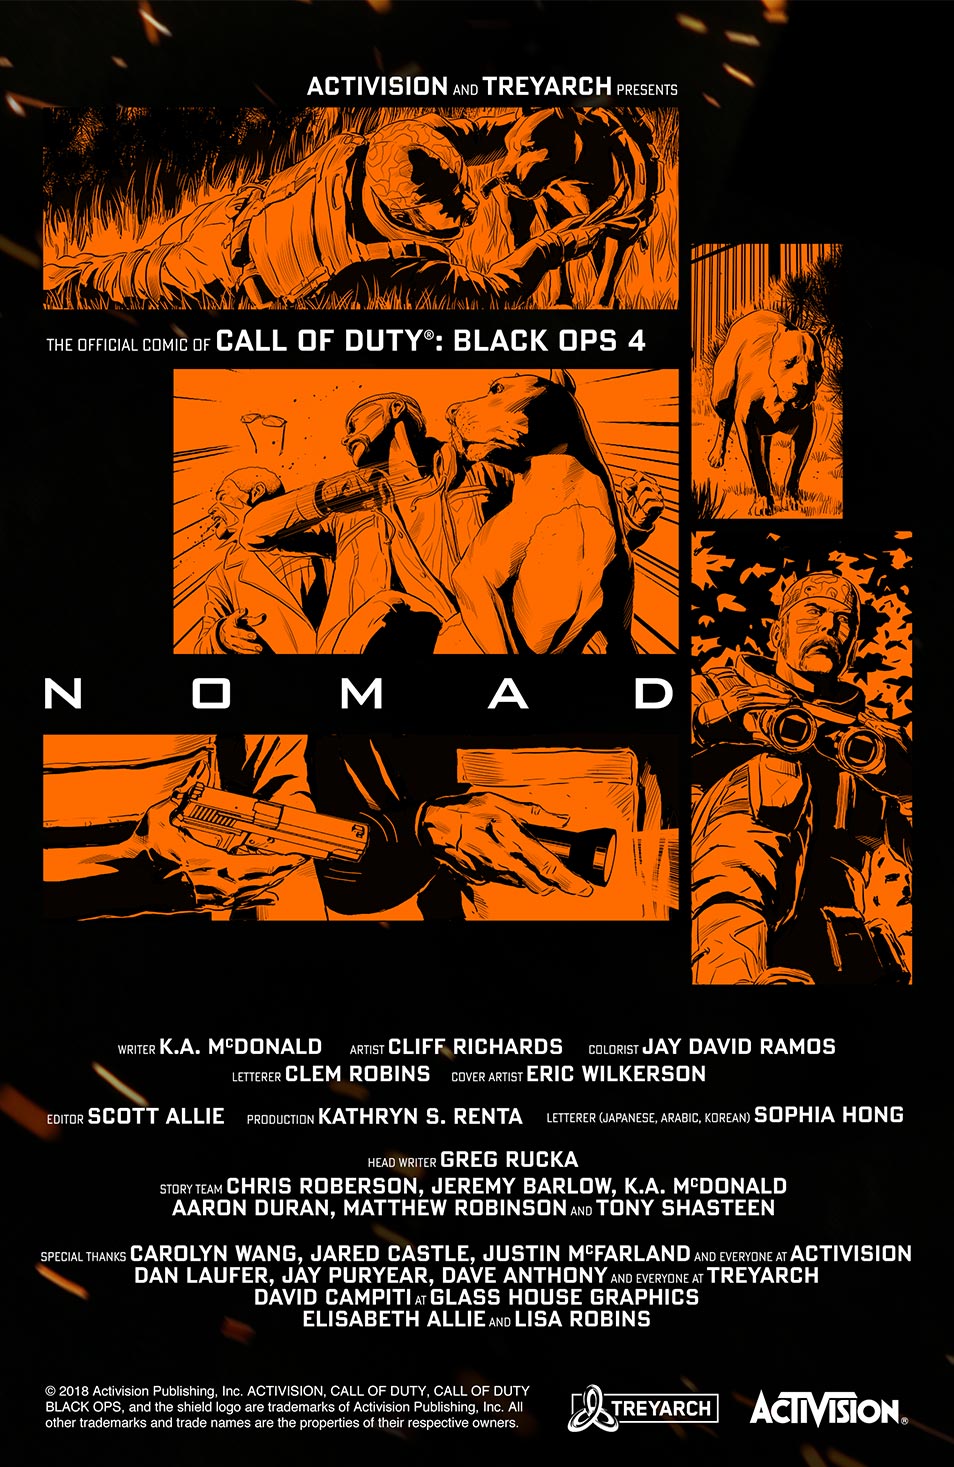 ACTIVISION AND TREYARCH PRESENTS
THE OFFICIAL COMIC OF CALL OF DUTY®: BLACK OPS 4
NOMAD
WRITER K.A. McDONALD ARTIST CLIFF RICHARDS COLORIST JAY DAVID RAMOS
LETTERER CLEM ROBINS COVER ARTIST ERIC WILKERSON
EDITOR SCOTT ALLIE PRODUCTION KATHRYN S. RENTA LETTERER (JAPANESE, ARABIC, KOREAN) SOPHIA HONG
HEAD WRITER GREG RUCKA
STORY TEAM CHRIS ROBERSON, JEREMY BARLOW, K.A. McDONALD
AARON DURAN, MATTHEW ROBINSON AND TONY SHASTEEN
SPECIAL THANKS CAROLYN WANG, JARED CASTLE, JUSTIN McFARLAND AND EVERYONE AT ACTIVISION
DAN LAUFER, JAY PURYEAR, DAVE ANTHONY AND EVERYONE AT TREYARCH
DAVID CAMPITI AT GLASS HOUSE GRAPHICS
ELISABETH ALLIE AND LISA ROBINS
© 2018 Activision Publishing, Inc. ACTIVISION, CALL OF DUTY, CALL OF DUTY
BLACK OPS, and the shield logo are trademarks of Activision Publishing, Inc. All
other trademarks and trade names are the properties of their respective owners.
TREYARCH
ACTIVISION®